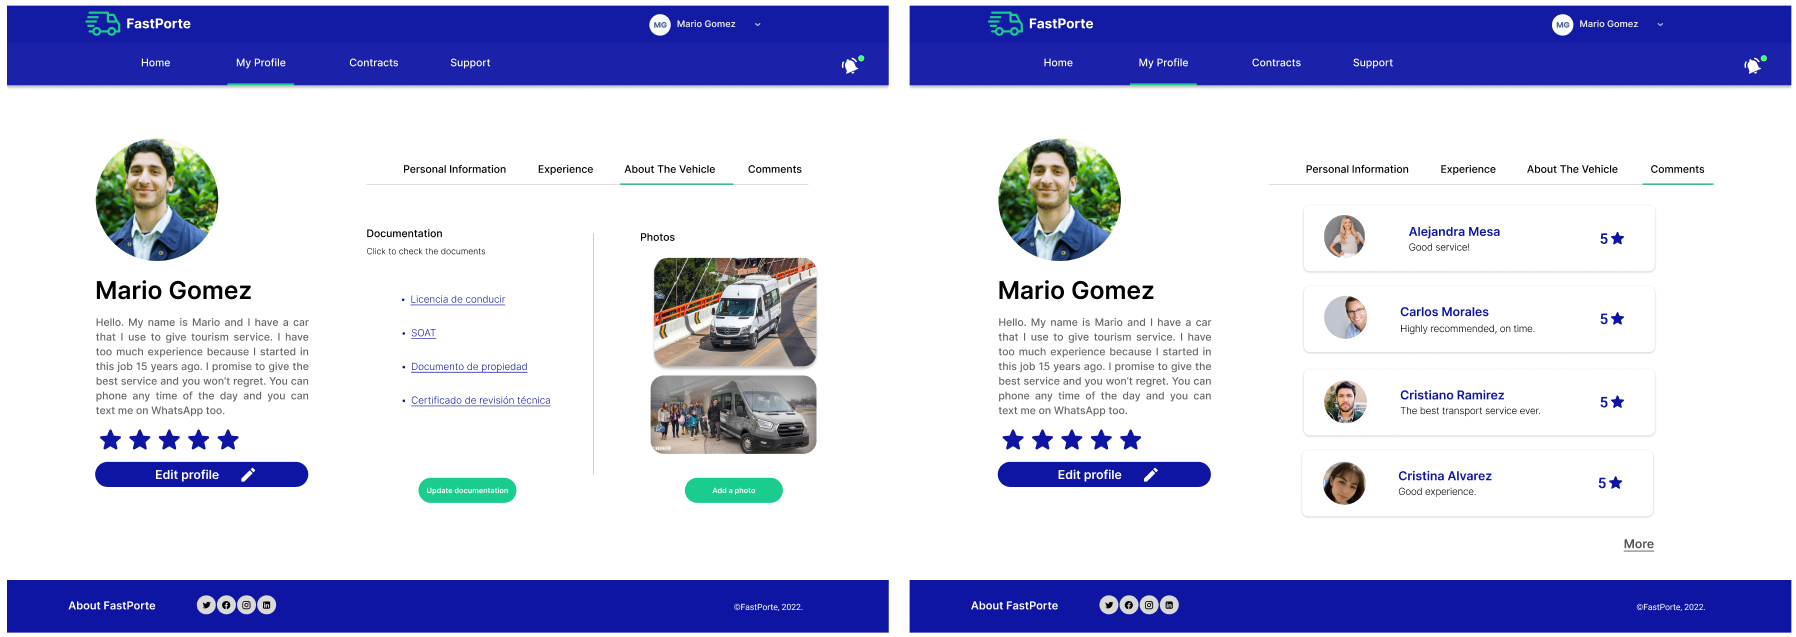 FastPorte
MG Mario Gomez
Home My Profile Contracts Support
Personal Information Experience About The Vehicle Comments
Mario Gomez
Hello. My name is Mario and I have a car
that I use to give tourism service. I have
too much experience because I started in
this job 15 years ago. I promise to give the
best service and you won't regret. You can
phone any time of the day and you can
text me on WhatsApp too.
Edit profile
Documentation
Click to check the documents
• Licencia de conducir
• SOAT
• Documento de propiedad
• Certificado de revisión técnica
Update documentation
Photos
Add a photo
About FastPorte
©FastPorte, 2022.
FastPorte
MG Mario Gomez
Home My Profile Contracts Support
Personal Information Experience About The Vehicle Comments
Mario Gomez
Hello. My name is Mario and I have a car
that I use to give tourism service. I have
too much experience because I started in
this job 15 years ago. I promise to give the
best service and you won't regret. You can
phone any time of the day and you can
text me on WhatsApp too.
Edit profile
Alejandra Mesa
Good service!
5
Carlos Morales
Highly recommended, on time.
5
Cristiano Ramirez
The best transport service ever.
5
Cristina Alvarez
Good experience.
5
More
About FastPorte
©FastPorte, 2022.